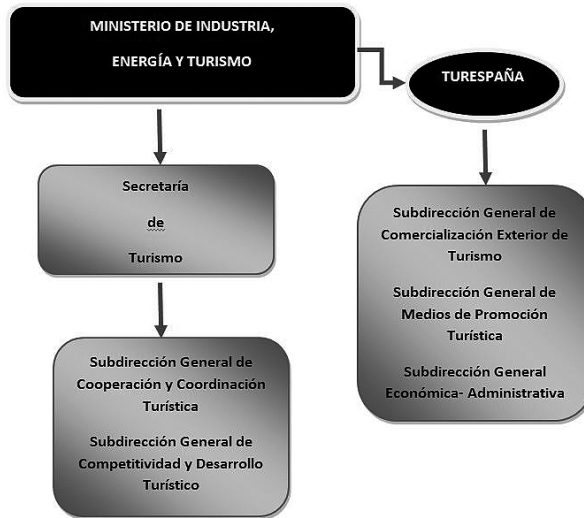 MINISTERIO DE INDUSTRIA,
ENERGÍA Y TURISMO
TURESPAÑA
Secretaría
de
Turismo
Subdirección General de
Comercialización Exterior de
Turismo
Subdirección General de
Medios de Promoción
Turística
Subdirección General
Económica- Administrativa
Subdirección General de
Cooperación y Coordinación
Turística
Subdirección General de
Competitividad y Desarrollo
Turístico